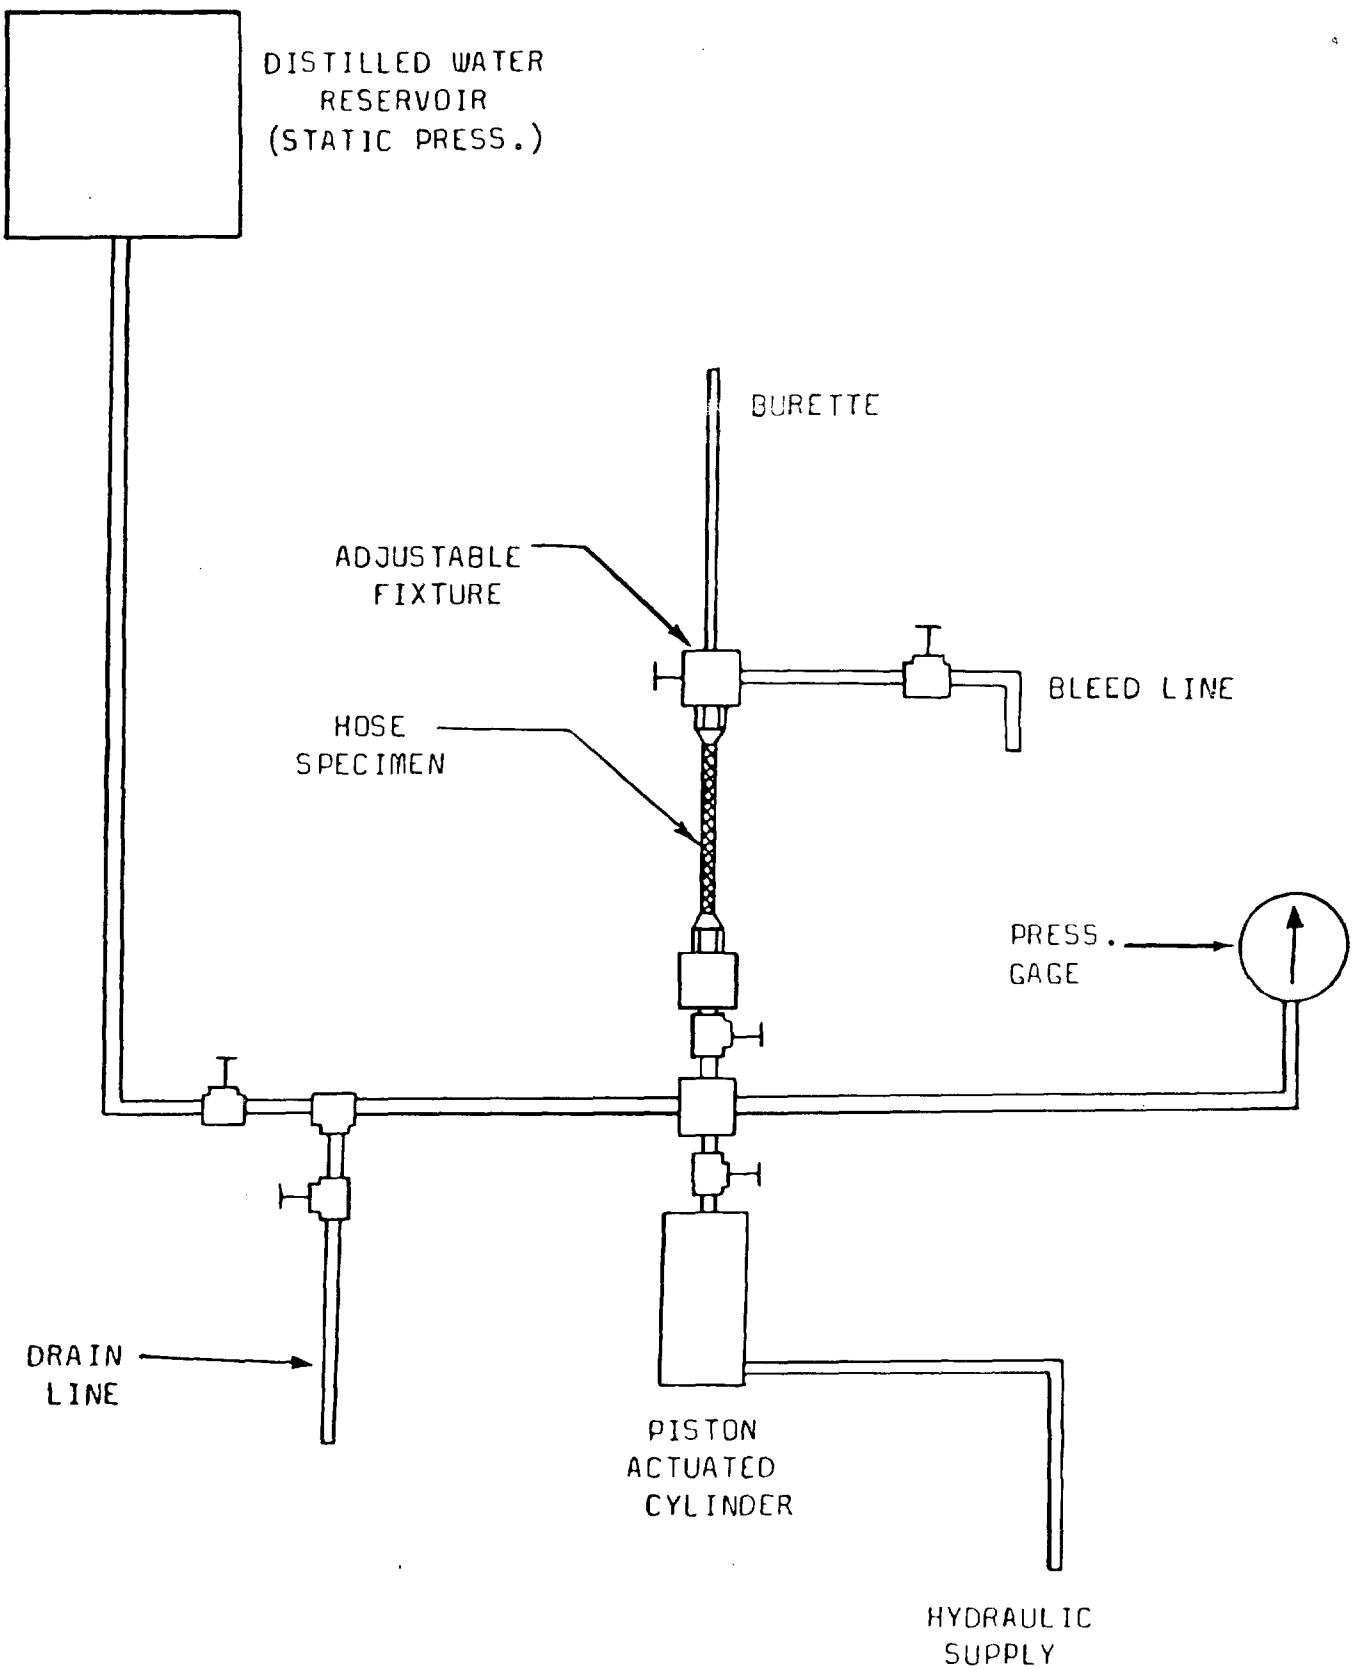 DISTILLED WATER
RESERVOIR
(STATIC PRESS.)
BURETTE
ADJUSTABLE
FIXTURE
BLEED LINE
HOSE
SPECIMEN
PRESS.
GAGE
DRAIN
LINE
PISTON
ACTUATED
CYLINDER
HYDRAULIC
SUPPLY